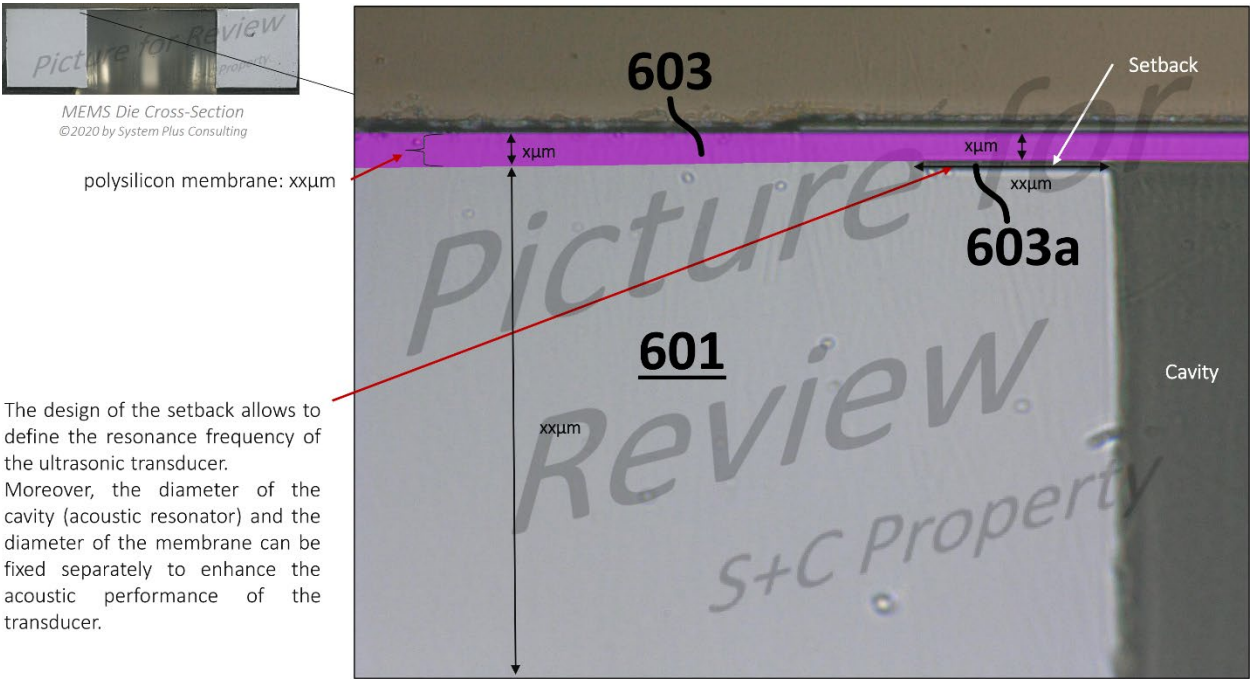 Picture for Review
S+C Property
MEMS Die Cross-Section
©2020 by System Plus Consulting
polysilicon membrane: xxμm
603
Setback
xμm
xμm
xxμm
603a
Picture for
601
Review
Cavity
xxμm
S+C Property
The design of the setback allows to
define the resonance frequency of
the ultrasonic transducer.
Moreover, the diameter of the
cavity (acoustic resonator) and the
diameter of the membrane can be
fixed separately to enhance the
acoustic performance of the
transducer.